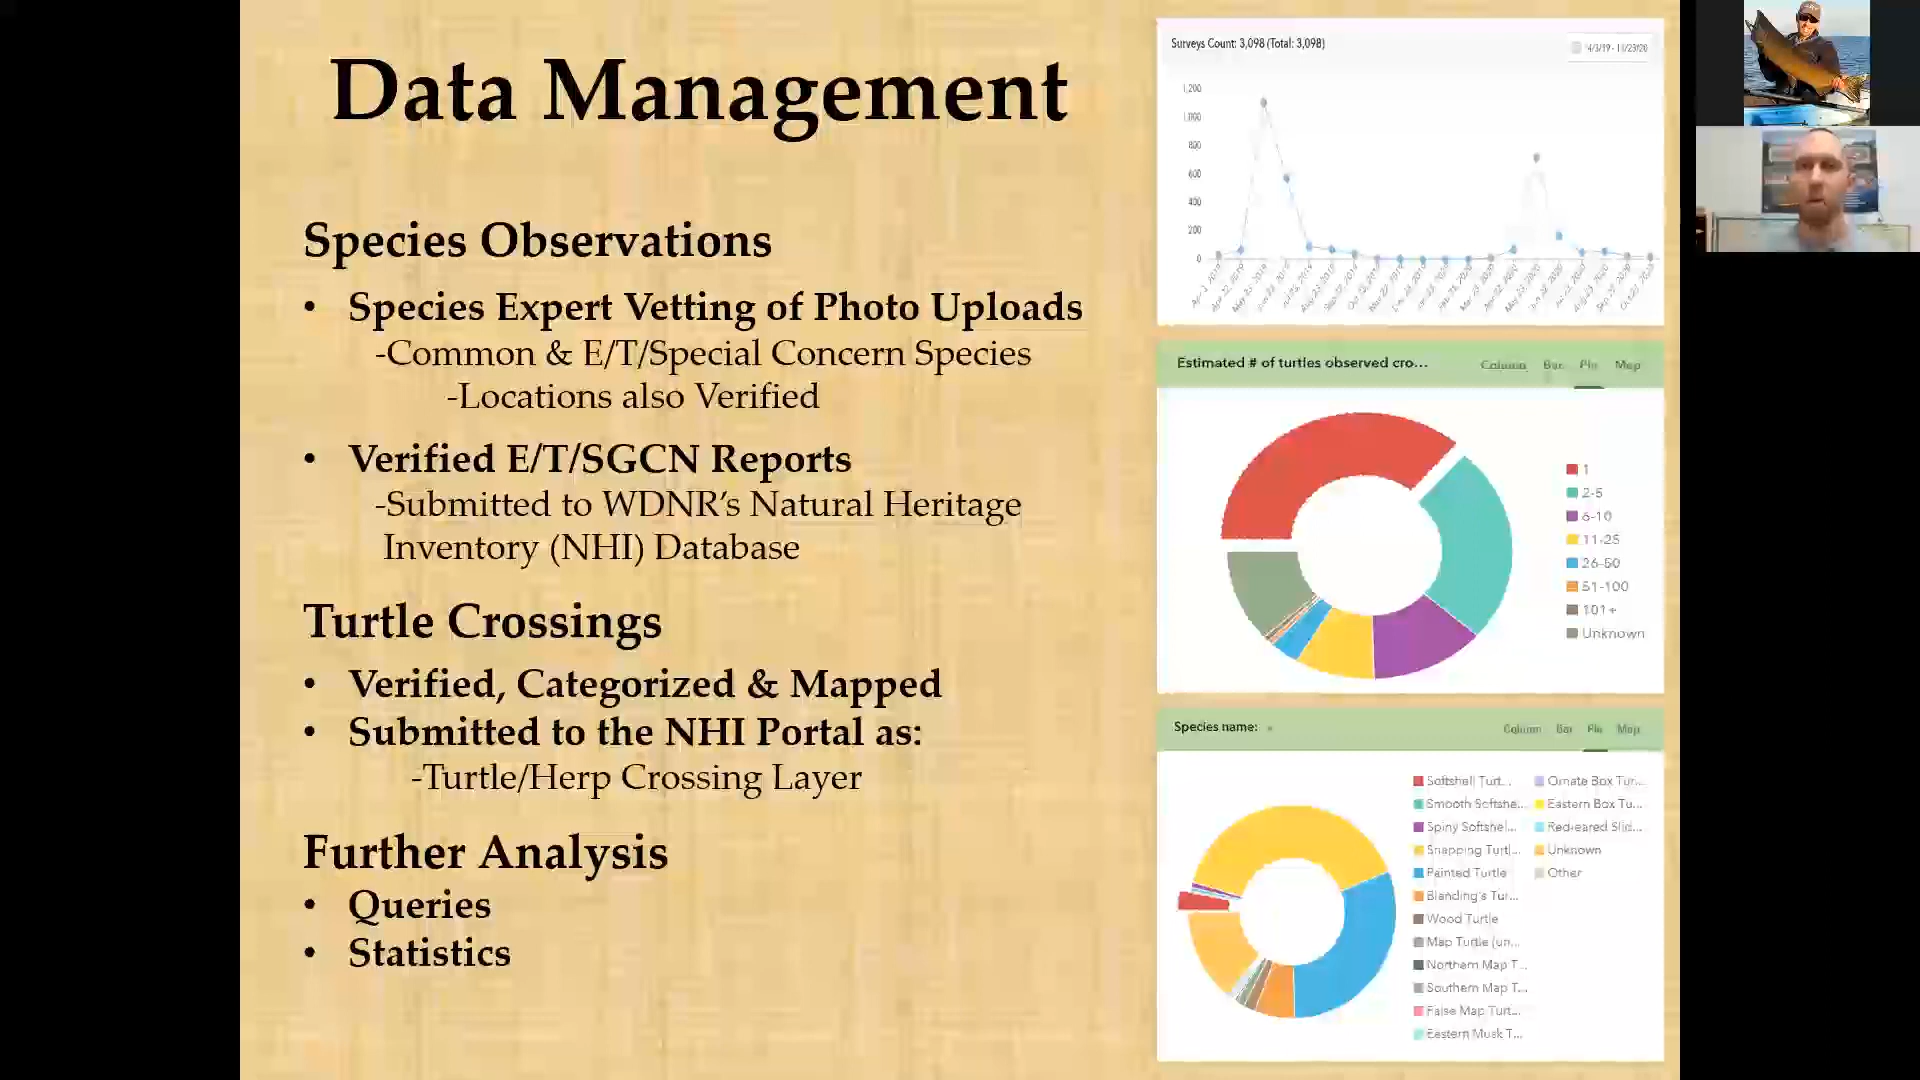 Data Management
Species Observations
• Species Expert Vetting of Photo Uploads
-Common & E/T/Special Concern Species
-Locations also Verified
• Verified E/T/SGCN Reports
-Submitted to WDNR's Natural Heritage
Inventory (NHI) Database
Turtle Crossings
• Verified, Categorized & Mapped
• Submitted to the NHI Portal as:
-Turtle/Herp Crossing Layer
Further Analysis
• Queries
• Statistics
Surveys Count: 3,098 (Total: 3,098)
1,200
1,000
800
600
400
200
0
Estimated # of turtles observed cro...
Column Bar Pie Map
1
2-5
6-10
11-25
26-50
51-100
101+
Unknown
Species name:
Column Bar Pie Map
Softshell Turt...
Smooth Softshe...
Spiny Softshel...
Snapping Turtl...
Painted Turtle
Blanding's Tur...
Wood Turtle
Map Turtle (un...
Northern Map T...
Southern Map T...
False Map Turt...
Eastern Musk T...
Ornate Box Tur...
Eastern Box Tu...
Red-eared Slid...
Unknown
Other